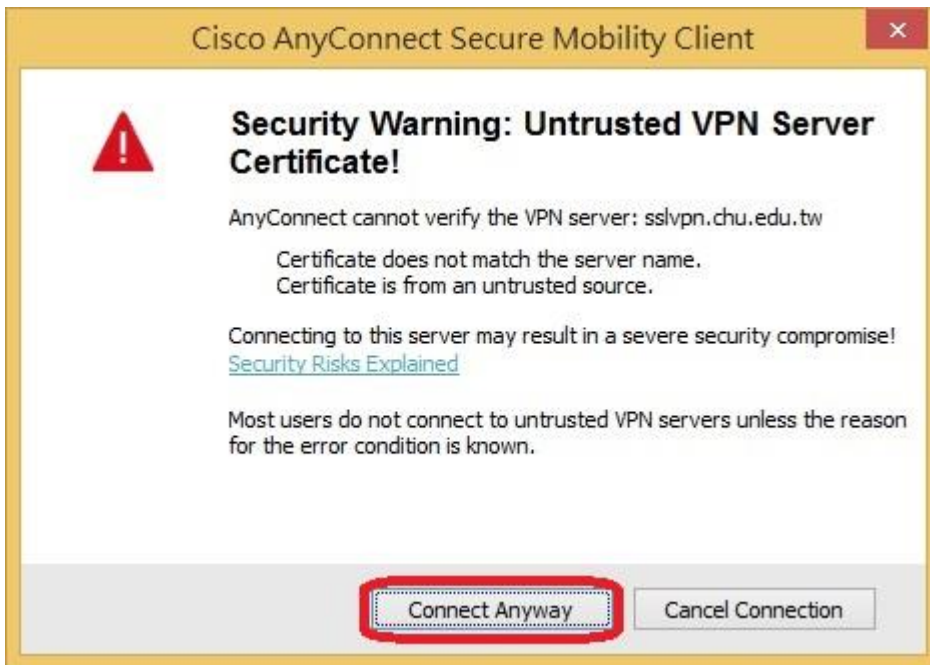 Cisco AnyConnect Secure Mobility Client
Security Warning: Untrusted VPN Server
Certificate!
AnyConnect cannot verify the VPN server: sslvpn.chu.edu.tw
Certificate does not match the server name.
Certificate is from an untrusted source.
Connecting to this server may result in a severe security compromise!
Security Risks Explained
Most users do not connect to untrusted VPN servers unless the reason
for the error condition is known.
Connect Anyway
Cancel Connection